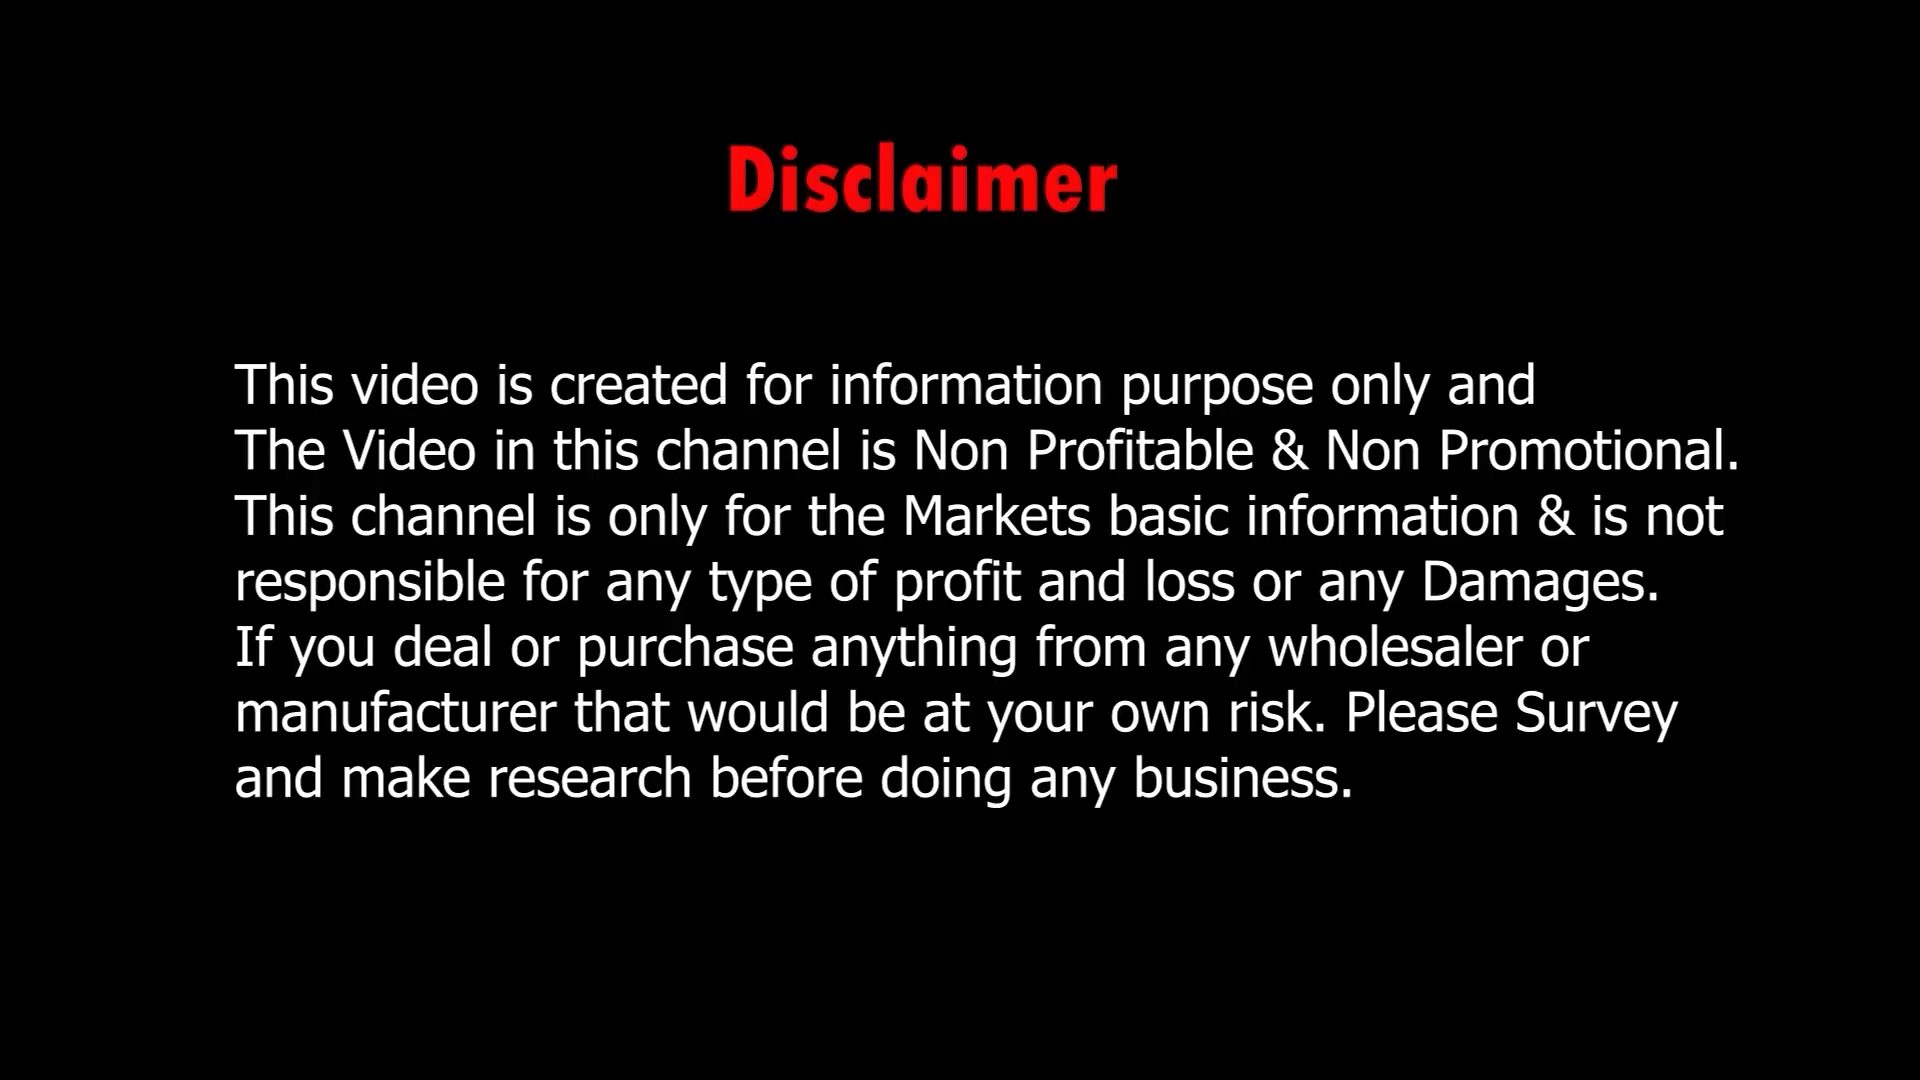 Disclaimer
This video is created for information purpose only and
The Video in this channel is Non Profitable & Non Promotional.
This channel is only for the Markets basic information & is not
responsible for any type of profit and loss or any Damages.
If you deal or purchase anything from any wholesaler or
manufacturer that would be at your own risk. Please Survey
and make research before doing any business.